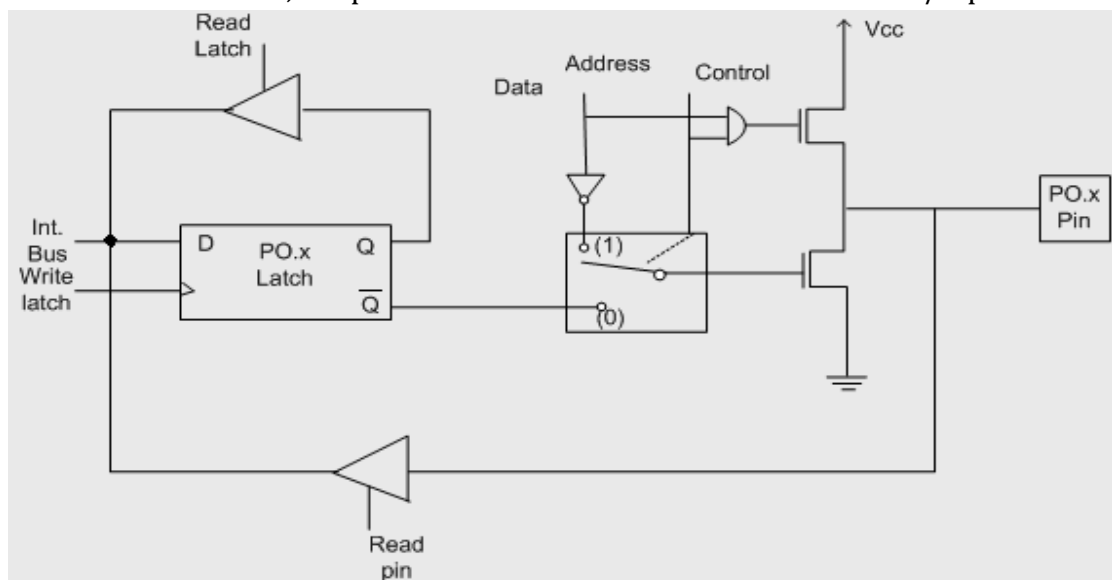 Read
Latch
Vcc
Address
Control
Data
PO.x
Pin
Int.
Bus
Write
latch
D
Q
PO.x
Latch
Q
(1)
(0)
Read
pin